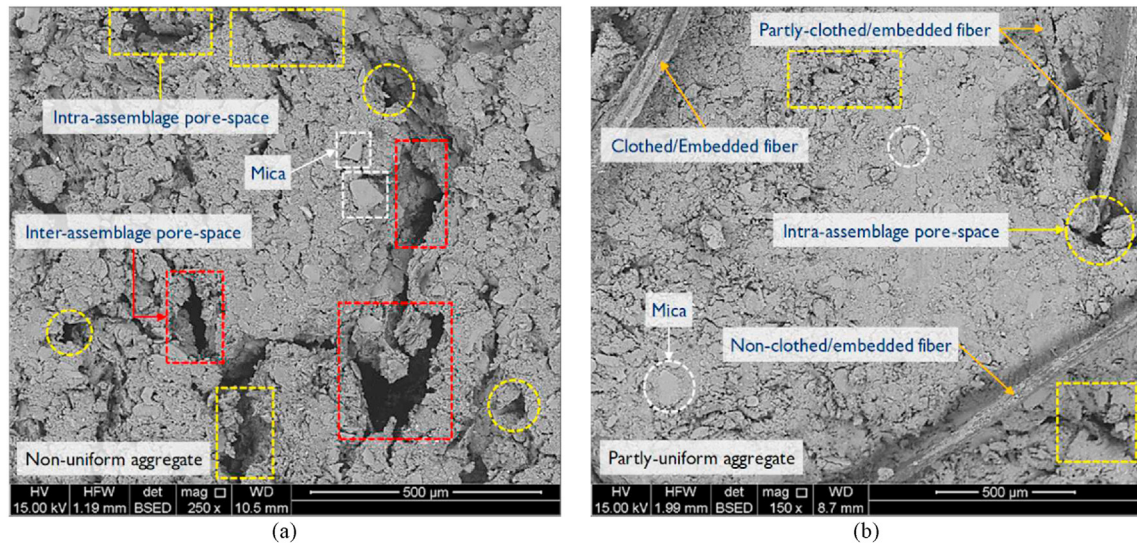 Intra-assemblage pore-space
Mica
Inter-assemblage pore-space
Non-uniform aggregate
HV HFW det mag □ WD
15.00 kV 1.19 mm BSED 250 x 10.5 mm
500 µm
(a)
Partly-clothed/embedded fiber
Clothed/Embedded fiber
Intra-assemblage pore-space
Mica
Non-clothed/embedded fiber
Partly-uniform aggregate
HV HFW det mag □ WD
15.00 kV 1.99 mm BSED 150 x 8.7 mm
500 µm
(b)